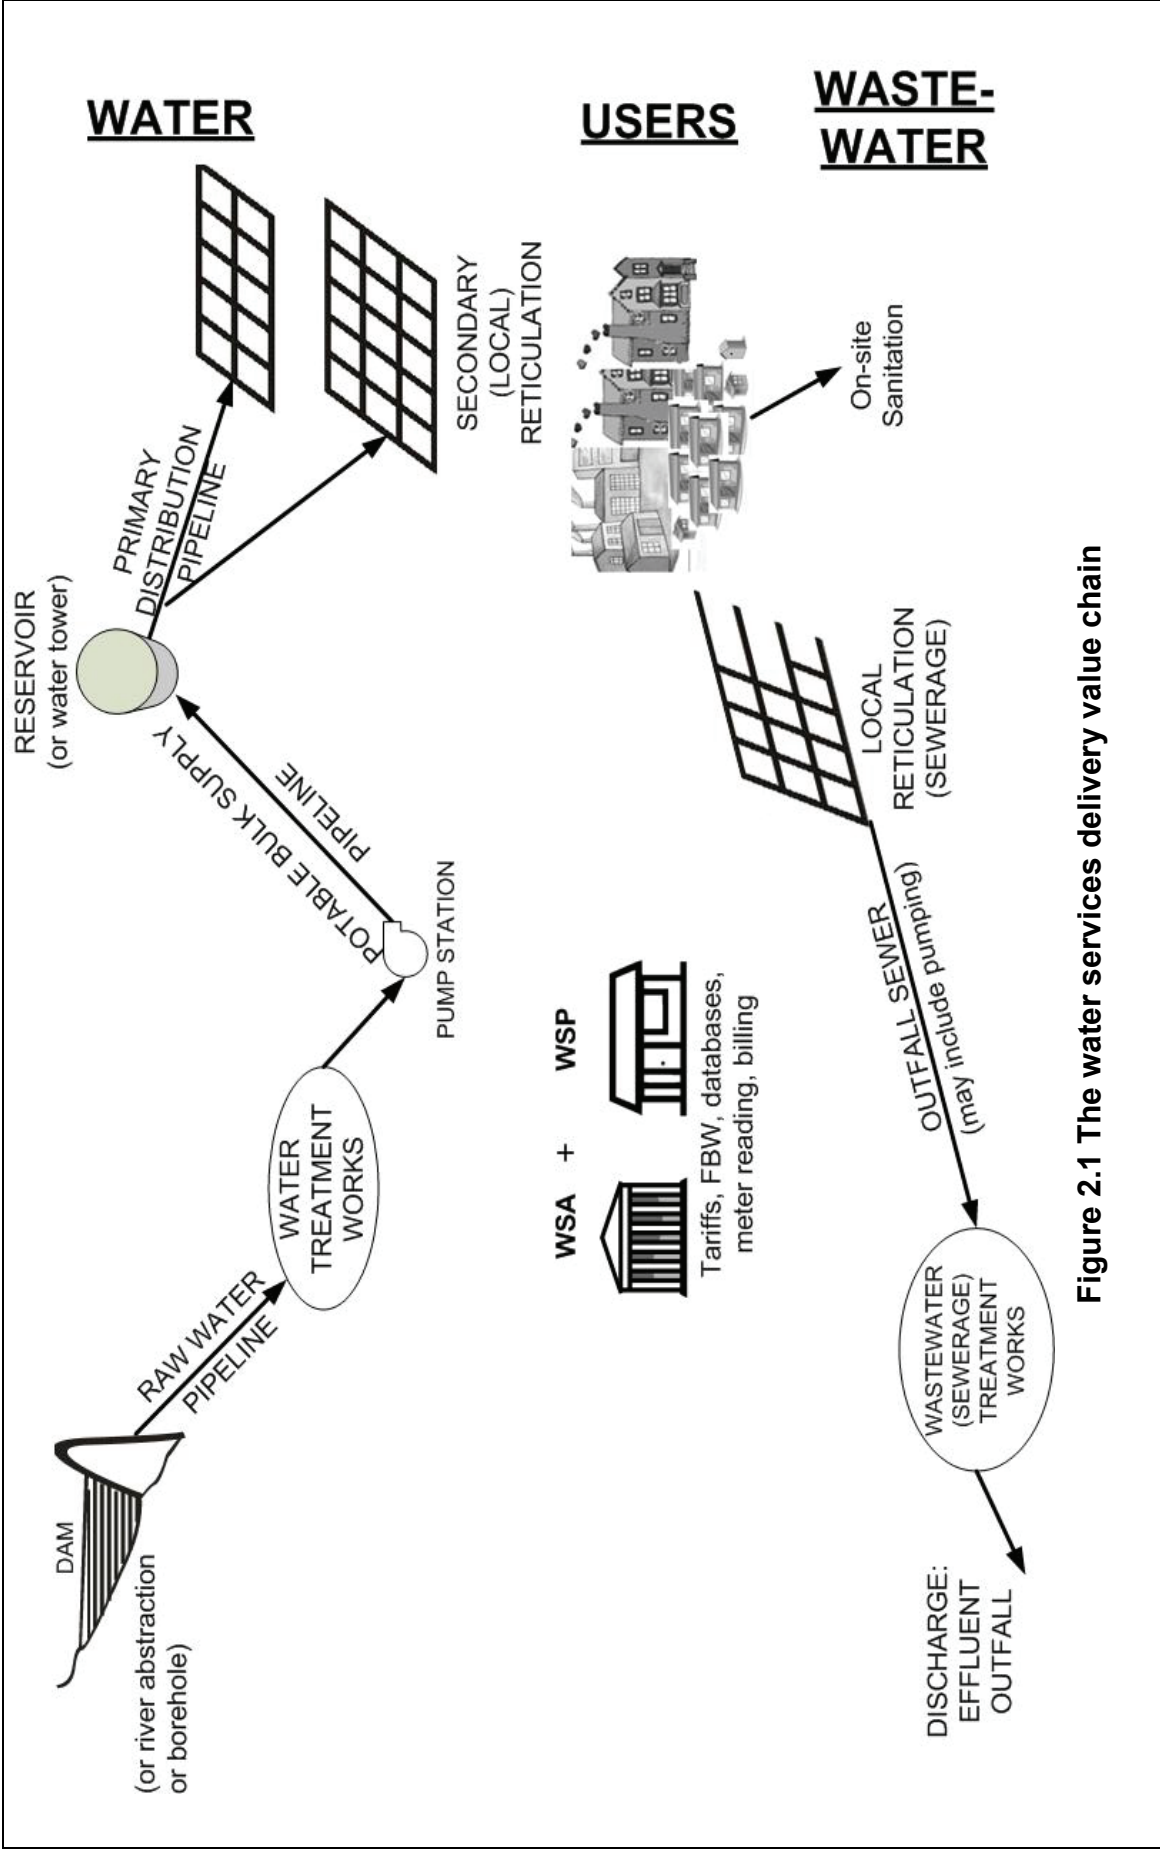 DAM
(or river abstraction
or borehole)
RAW WATER
PIPELINE
WATER
TREATMENT
WORKS
PUMP STATION
POTABLE BULK SUPPLY
PIPELINE
RESERVOIR
(or water tower)
PRIMARY
DISTRIBUTION
PIPELINE
SECONDARY
(LOCAL)
RETICULATION
WATER
WSA + WSP
Tariffs, FBW, databases,
meter reading, billing
USERS
On-site
Sanitation
WASTE-
WATER
LOCAL
RETICULATION
(SEWERAGE)
OUTFALL SEWER
(may include pumping)
WASTEWATER
(SEWERAGE)
TREATMENT
WORKS
DISCHARGE:
EFFLUENT
OUTFALL
Figure 2.1 The water services delivery value chain